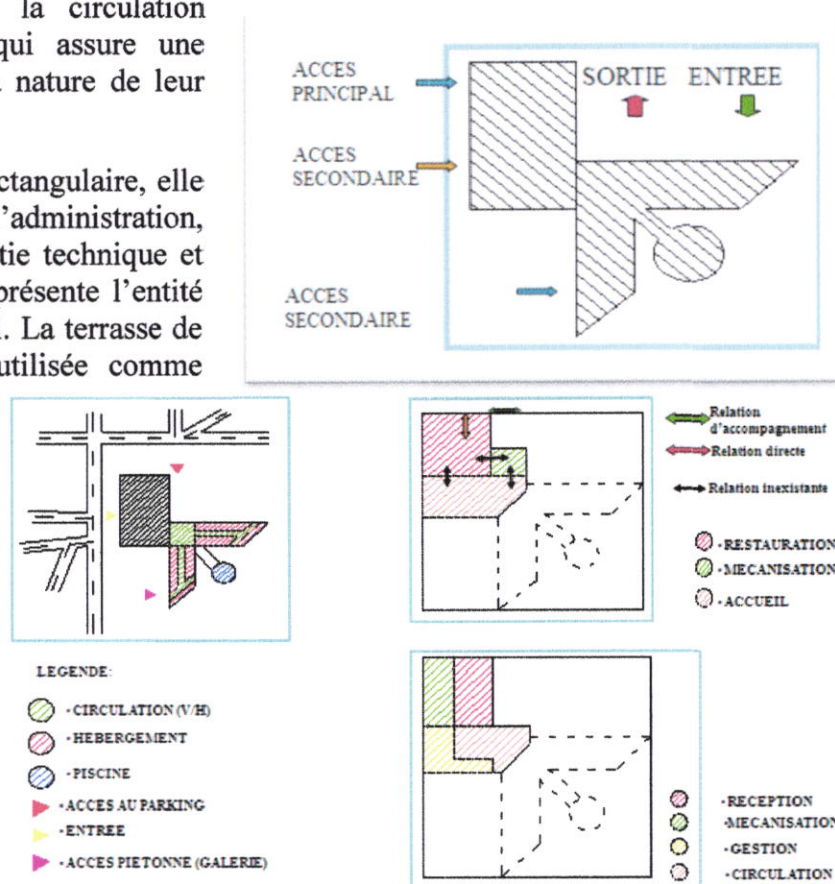 la circulation
qui assure une
nature de leur
ctangulaire, elle
l'administration,
tie technique et
présente l'entité
La terrasse de
utilisée comme
ACCES
PRINCIPAL
ACCES
SECONDAIRE
ACCES
SECONDAIRE
SORTIE ENTREE
Relation
d'accompagnement
Relation directe
Relation inexistante
-RESTAURATION
-MECANISATION
-ACCUEIL
LEGENDE:
-CIRCULATION (V/H)
-HEBERGEMENT
-PISCINE
-ACCES AU PARKING
-ENTREE
-ACCES PIETONNE (GALERIE)
-RECEPTION
-MECANISATION
-GESTION
-CIRCULATION